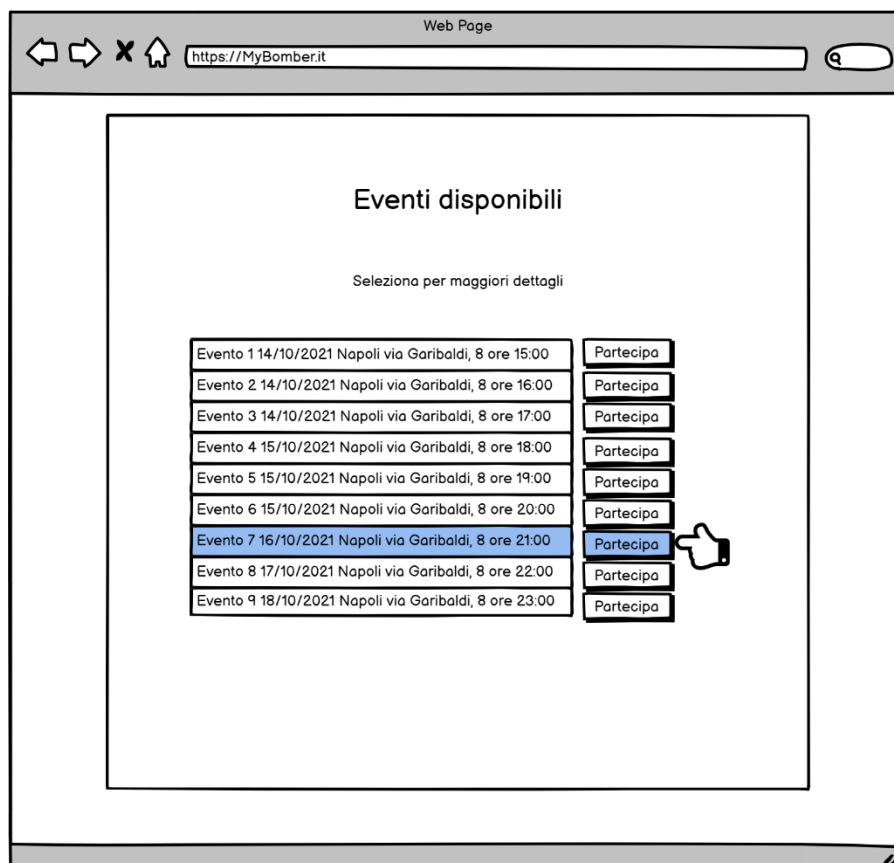 Web Page
https://MyBomber.it
Eventi disponibili
Seleziona per maggiori dettagli
Evento 1 14/10/2021 Napoli via Garibaldi, 8 ore 15:00 Partecipa
Evento 2 14/10/2021 Napoli via Garibaldi, 8 ore 16:00 Partecipa
Evento 3 14/10/2021 Napoli via Garibaldi, 8 ore 17:00 Partecipa
Evento 4 15/10/2021 Napoli via Garibaldi, 8 ore 18:00 Partecipa
Evento 5 15/10/2021 Napoli via Garibaldi, 8 ore 19:00 Partecipa
Evento 6 15/10/2021 Napoli via Garibaldi, 8 ore 20:00 Partecipa
Evento 7 16/10/2021 Napoli via Garibaldi, 8 ore 21:00 Partecipa
Evento 8 17/10/2021 Napoli via Garibaldi, 8 ore 22:00 Partecipa
Evento 9 18/10/2021 Napoli via Garibaldi, 8 ore 23:00 Partecipa